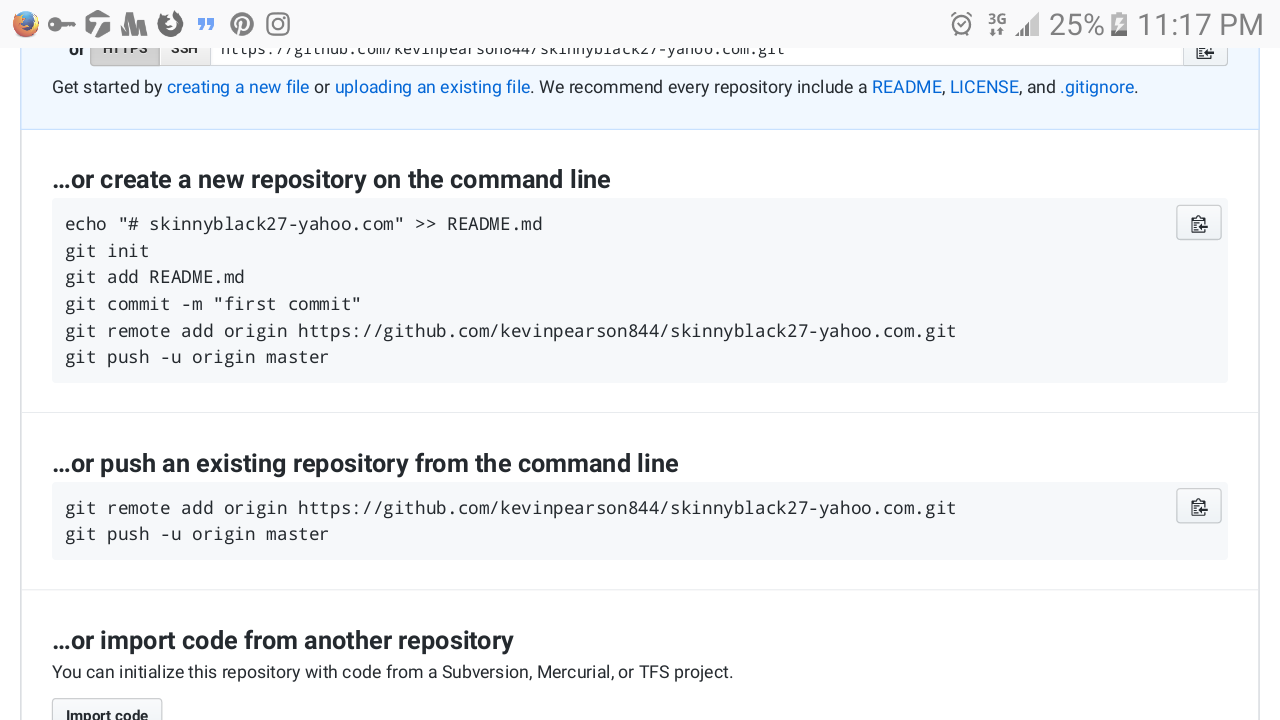 3G 25% 11:17 PM
or HTTPS SSH https://github.com/kevinpearson844/skinnyblack27-yahoo.com.git
Get started by creating a new file or uploading an existing file. We recommend every repository include a README, LICENSE, and .gitignore.
…or create a new repository on the command line
echo "# skinnyblack27-yahoo.com" >> README.md
git init
git add README.md
git commit -m "first commit"
git remote add origin https://github.com/kevinpearson844/skinnyblack27-yahoo.com.git
git push -u origin master
…or push an existing repository from the command line
git remote add origin https://github.com/kevinpearson844/skinnyblack27-yahoo.com.git
git push -u origin master
…or import code from another repository
You can initialize this repository with code from a Subversion, Mercurial, or TFS project.
Import code